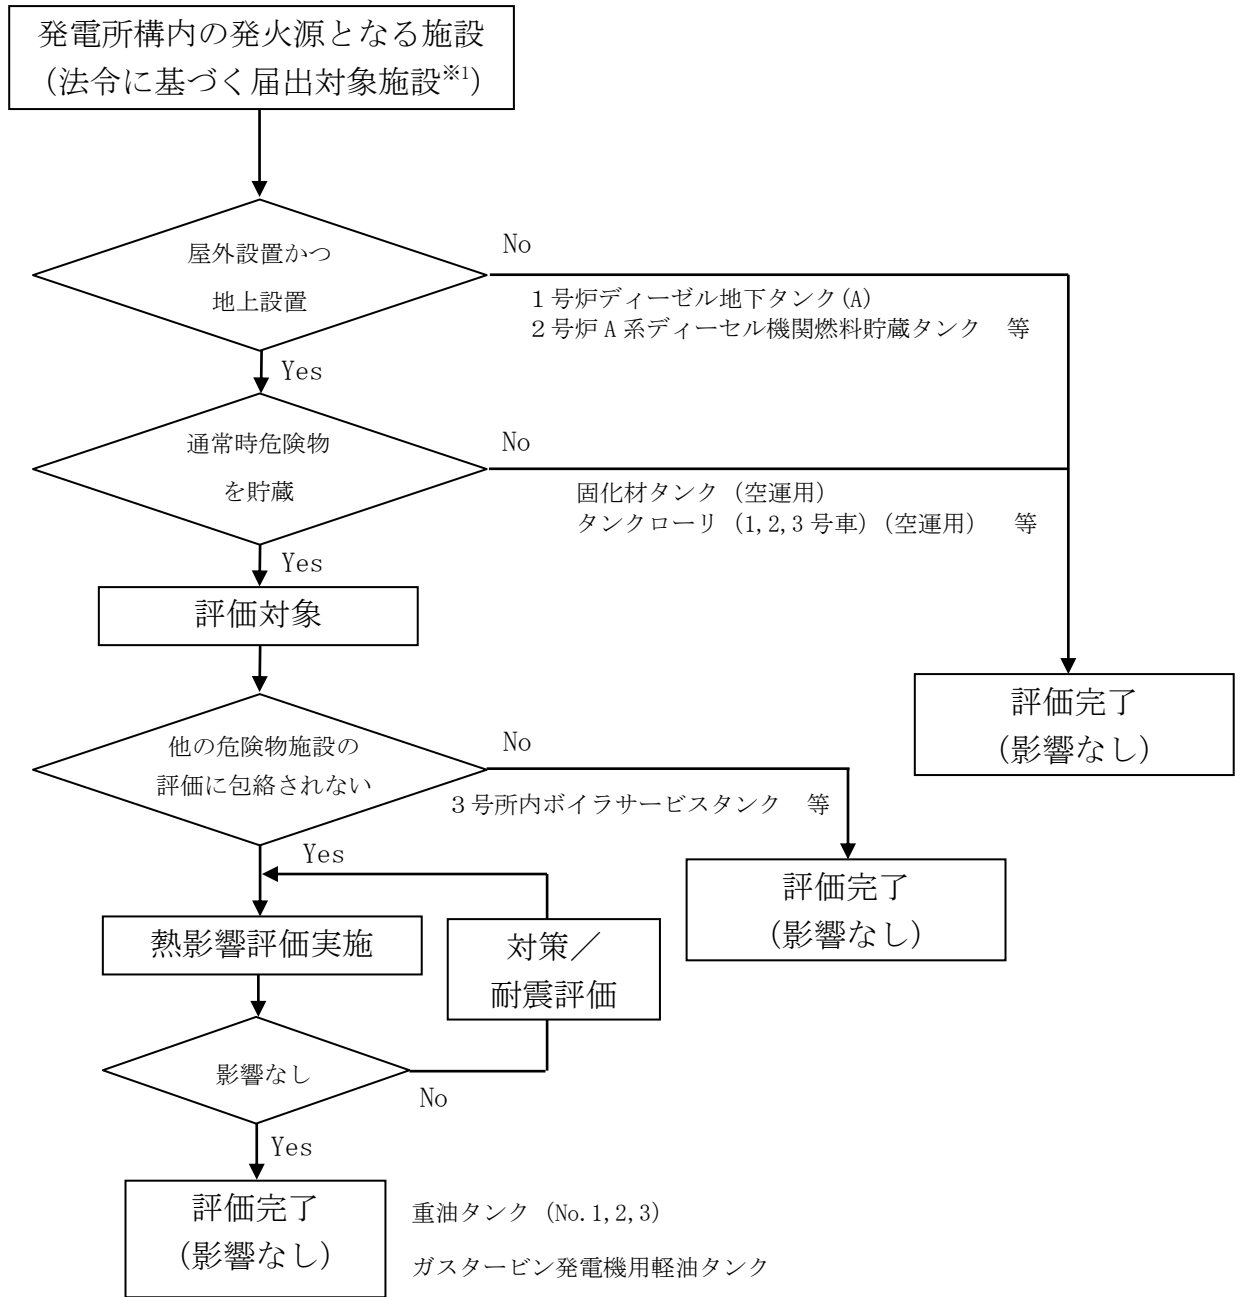 発電所構内の発火源となる施設
(法令に基づく届出対象施設※1)
屋外設置かつ
地上設置
No
１号炉ディーゼル地下タンク(A)
２号炉 A 系ディーセル機関燃料貯蔵タンク　等
Yes
通常時危険物
を貯蔵
No
固化材タンク (空運用)
タンクローリ (1,2,3 号車) (空運用)　等
Yes
評価対象
評価完了
(影響なし)
他の危険物施設の
評価に包絡されない
No
３号所内ボイラサービスタンク　等
Yes
評価完了
(影響なし)
熱影響評価実施
対策／
耐震評価
影響なし
No
Yes
評価完了
(影響なし)
重油タンク (No.1,2,3)
ガスタービン発電機用軽油タンク